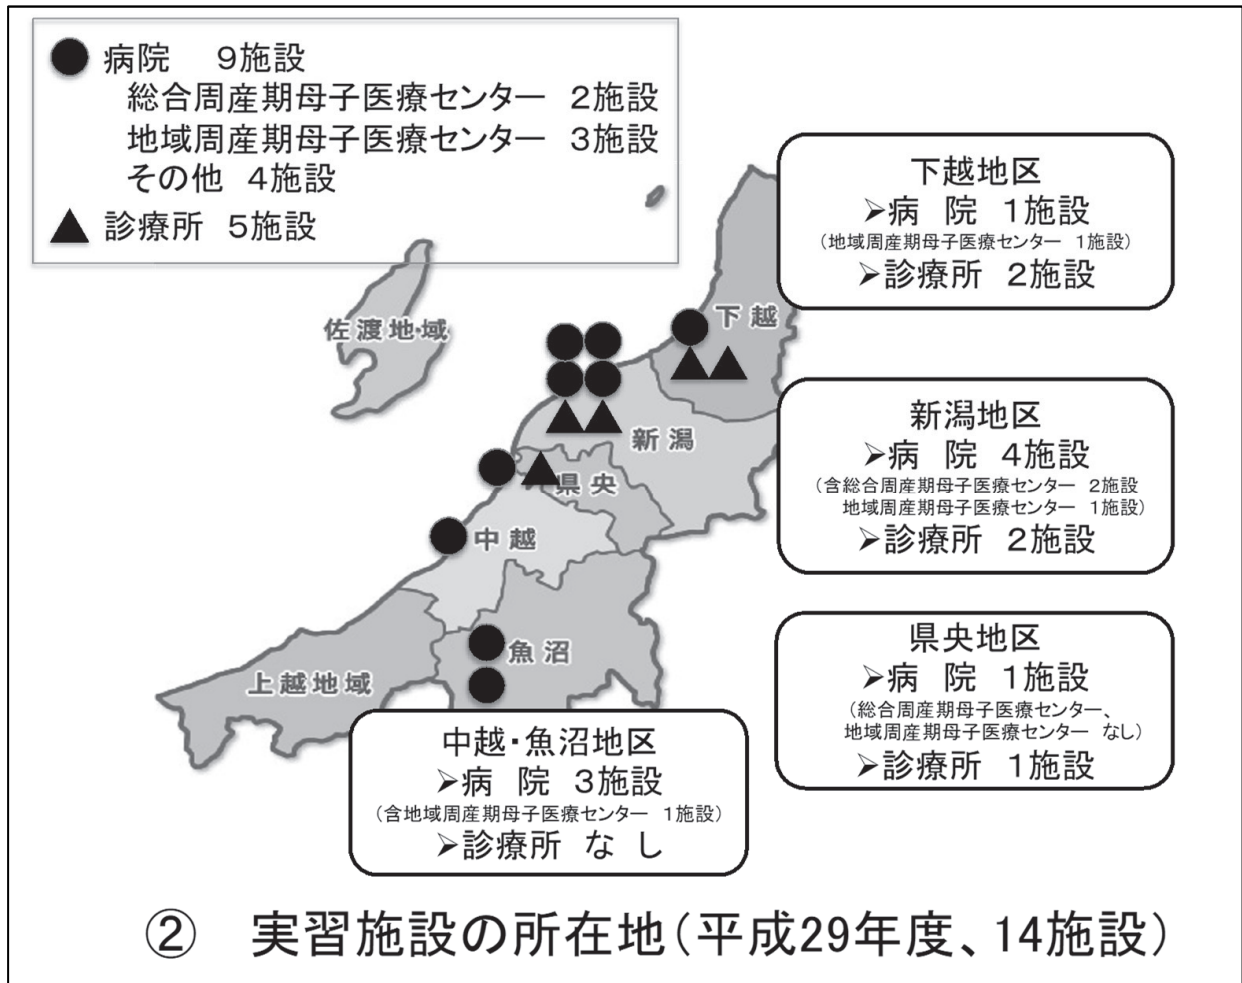 ● 病院 9施設
総合周産期母子医療センター 2施設
地域周産期母子医療センター 3施設
その他 4施設
▲ 診療所 5施設
下越地区
➢病 院 1施設
(地域周産期母子医療センター 1施設)
➢診療所 2施設
佐渡地域
下越
新潟地区
➢病 院 4施設
(含総合周産期母子医療センター 2施設
地域周産期母子医療センター 1施設)
➢診療所 2施設
新潟
県央
中越
魚沼
上越地域
県央地区
➢病 院 1施設
(総合周産期母子医療センター、
地域周産期母子医療センター なし)
➢診療所 1施設
中越・魚沼地区
➢病 院 3施設
(含地域周産期母子医療センター 1施設)
➢診療所 な し
② 実習施設の所在地(平成29年度、14施設)